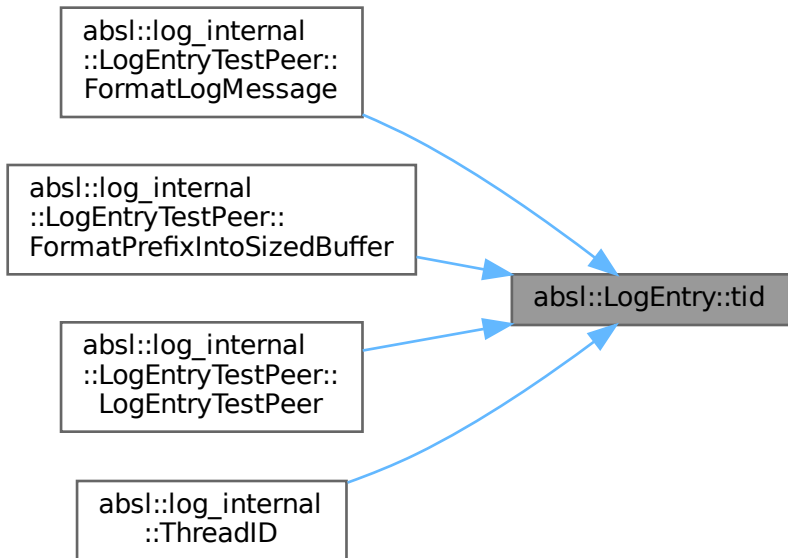 absl::log_internal
::LogEntryTestPeer::
FormatLogMessage
absl::log_internal
::LogEntryTestPeer::
FormatPrefixIntoSizedBuffer
absl::LogEntry::tid
absl::log_internal
::LogEntryTestPeer::
LogEntryTestPeer
absl::log_internal
::ThreadID